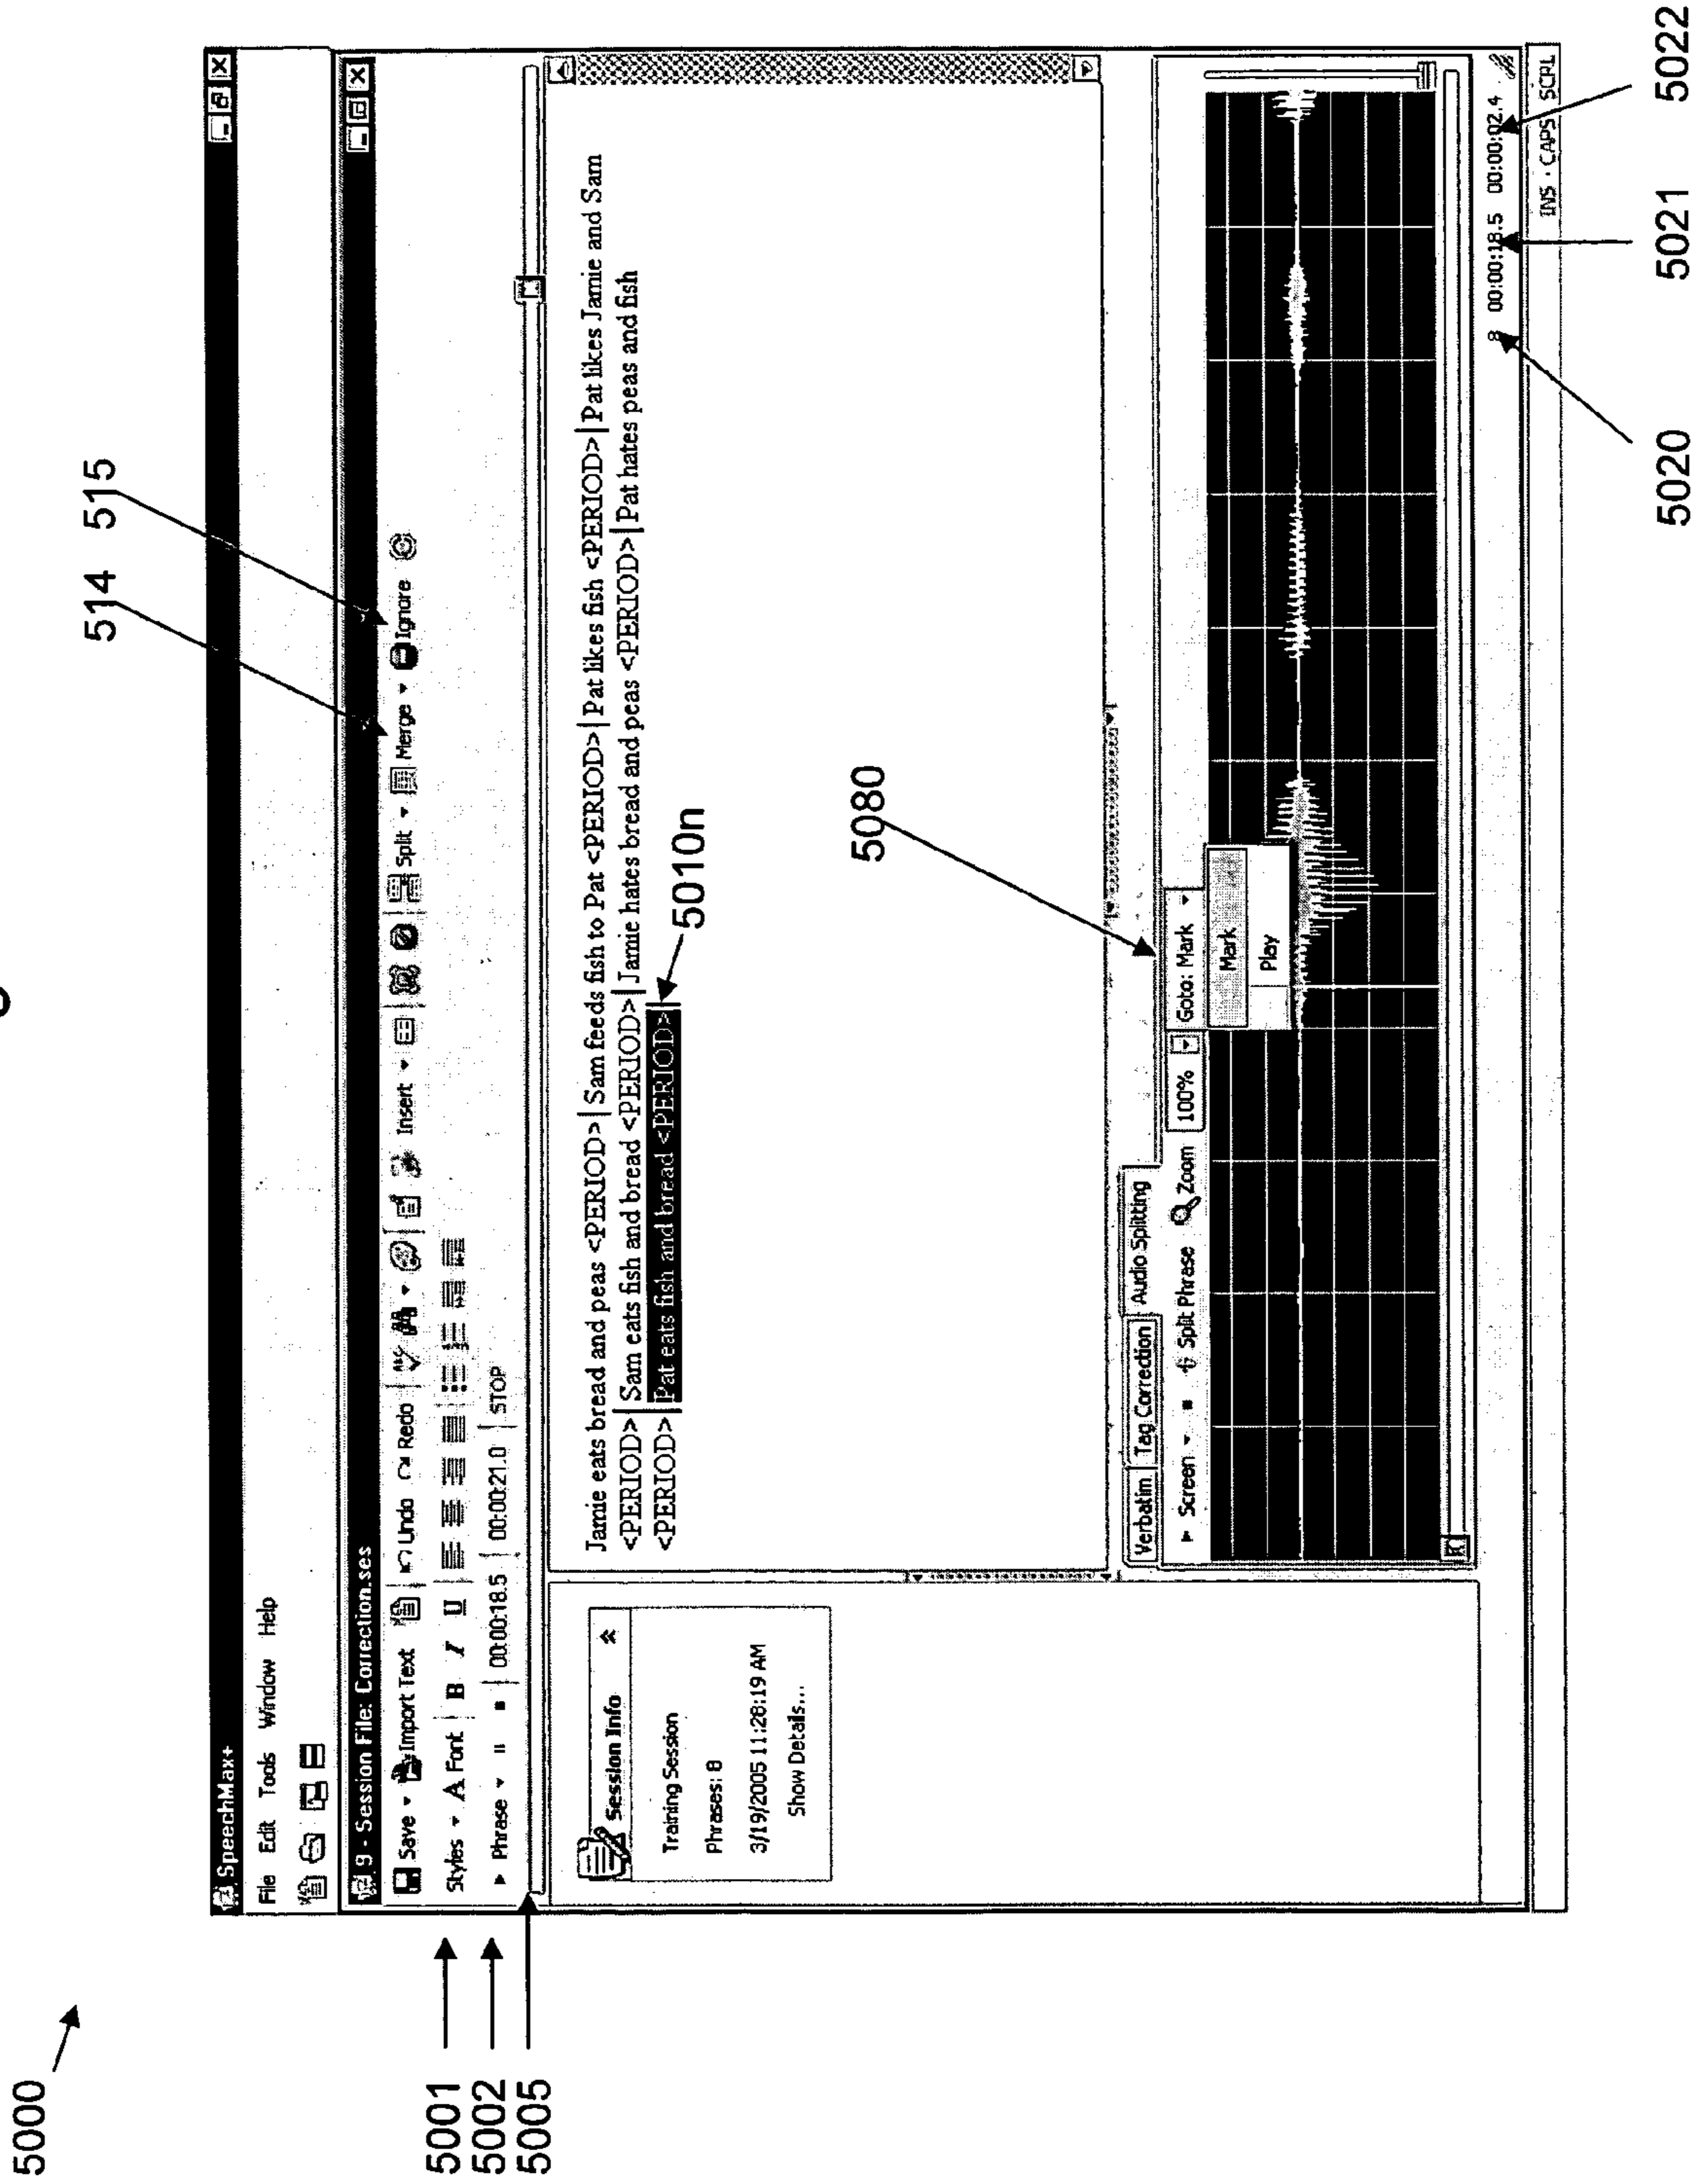 5000
514 515
SpeechMax+
File Edit Tools Window Help
9 - Session File: Correction.ses
Save Import Text Undo Redo ABC Insert Split Merge Ignore
5001
Styles A Font B I U
5002
Phrase 00:00:18.5 00:00:21.0 STOP
5005
Session Info
Training Session
Phrases: 8
3/19/2005 11:28:19 AM
Show Details...
Jamie eats bread and peas <PERIOD>| Sam feeds fish to Pat <PERIOD>| Pat likes fish <PERIOD>| Pat likes Jamie and Sam
<PERIOD>| Sam eats fish and bread <PERIOD>| Jamie hates bread and peas <PERIOD>| Pat hates peas and fish
<PERIOD>| Pat eats fish and bread <PERIOD>|
5010n
5080
Verbatim Tag Correction Audio Splitting
Screen Split Phrase Zoom 100% Goto: Mark
Mark
Play
8 00:00:18.5 00:00:02.4
INS CAPS SCRL
5020 5021 5022